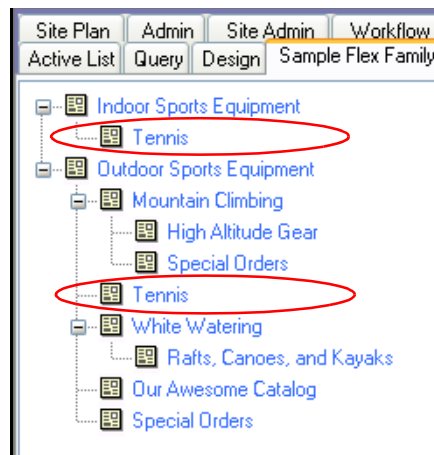 Site Plan Admin Site Admin Workflow
Active List Query Design Sample Flex Family
Indoor Sports Equipment
Tennis
Outdoor Sports Equipment
Mountain Climbing
High Altitude Gear
Special Orders
Tennis
White Watering
Rafts, Canoes, and Kayaks
Our Awesome Catalog
Special Orders